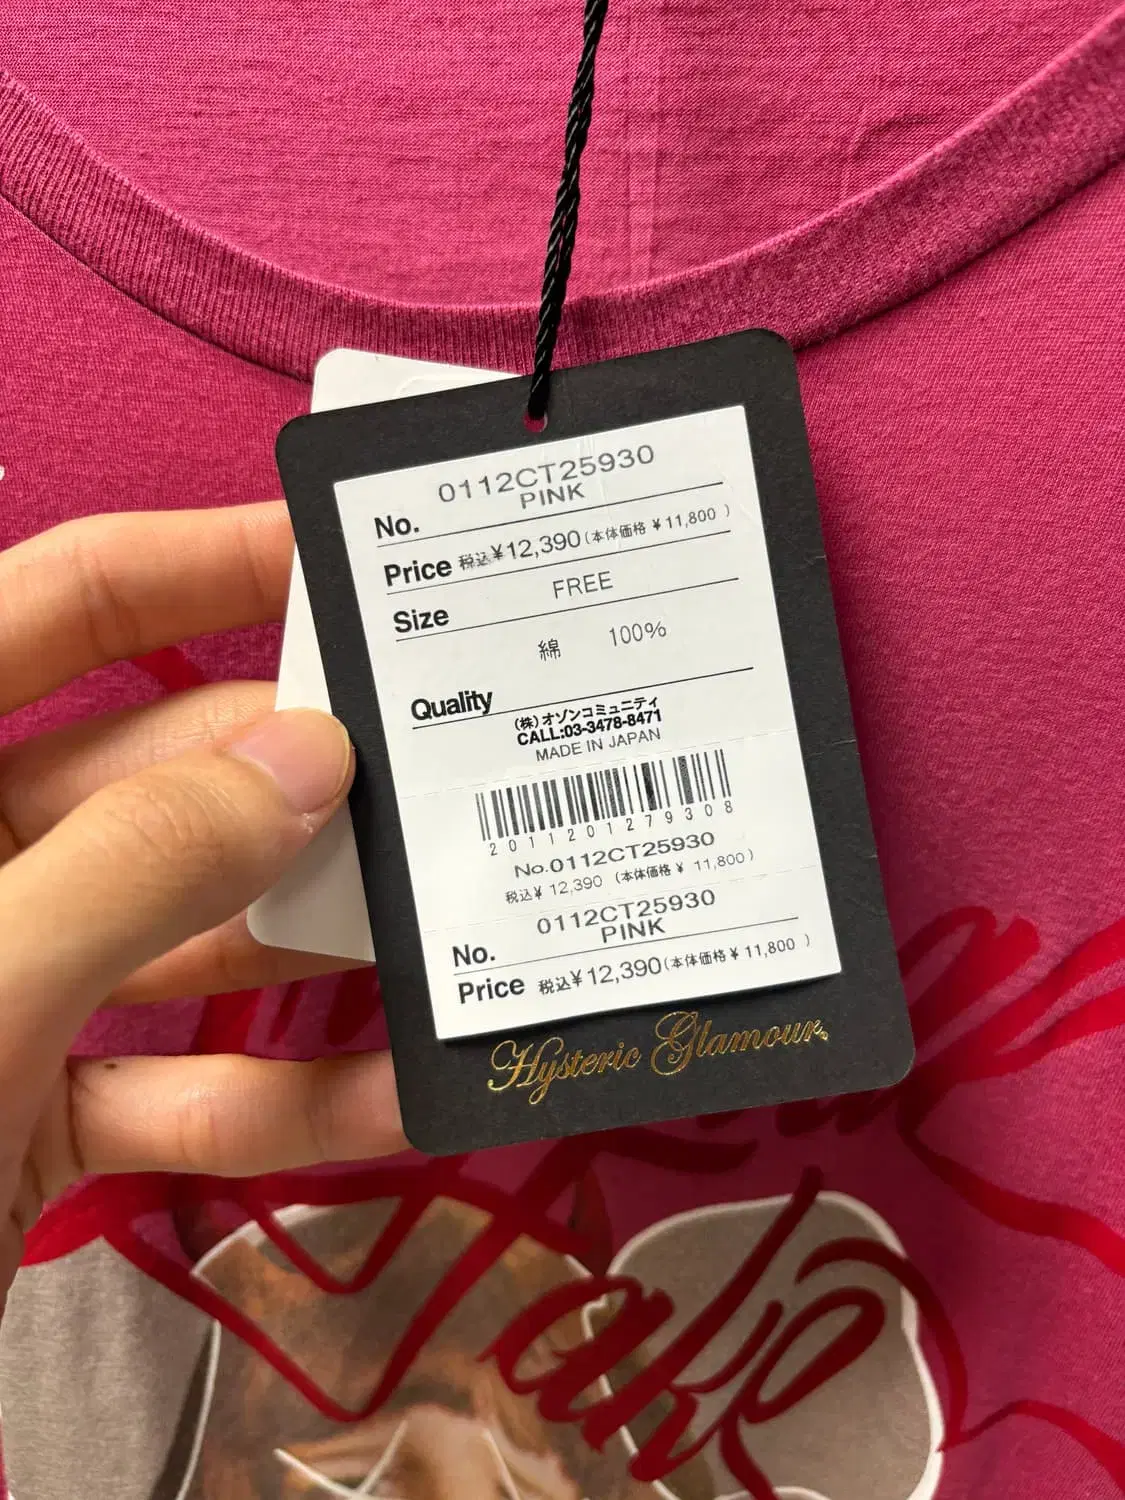 0112CT25930
PINK
No.
Price 税込¥12,390(本体価格 ¥11,800 )
Size FREE
綿 100%
Quality
(株)オゾンコミュニティ
CALL:03-3478-8471
MADE IN JAPAN
2011201279308
No.0112CT25930
税込¥ 12,390 (本体価格 ¥ 11,800 )
0112CT25930
PINK
No.
Price 税込¥12,390(本体価格¥ 11,800 )
Hysteric Glamour.
Take